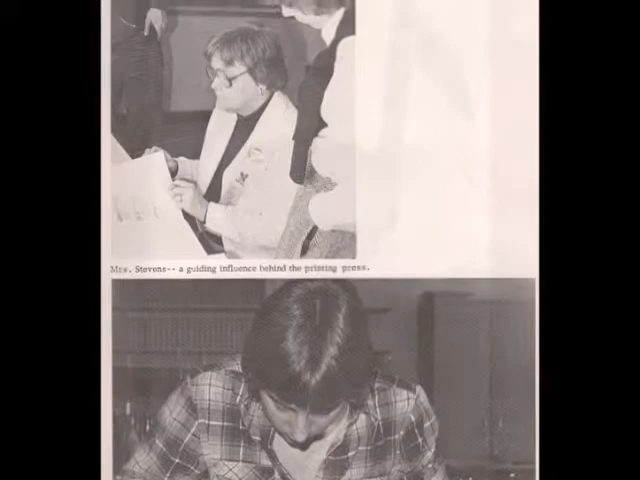 Mrs. Stevens-- a guiding influence behind the printing press.